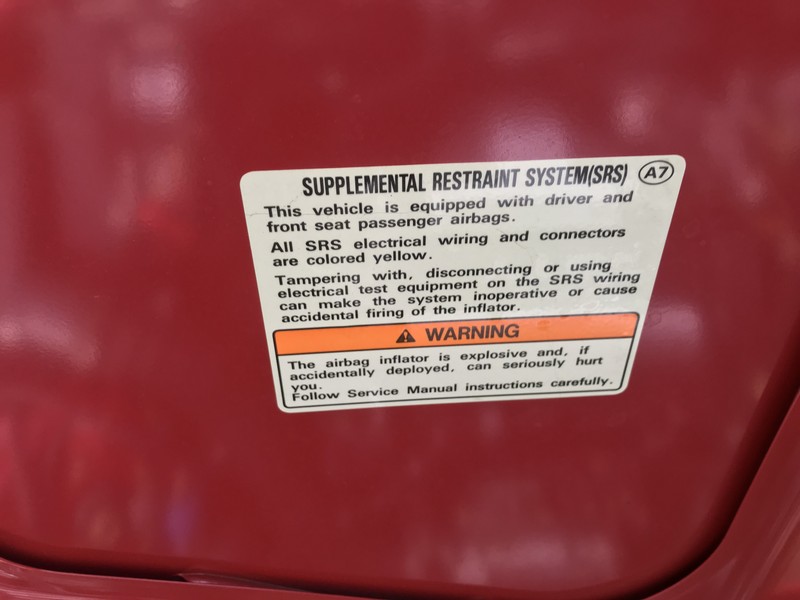 SUPPLEMENTAL RESTRAINT SYSTEM(SRS) A7
This vehicle is equipped with driver and
front seat passenger airbags.
All SRS electrical wiring and connectors
are colored yellow.
Tampering with, disconnecting or using
electrical test equipment on the SRS wiring
can make the system inoperative or cause
accidental firing of the inflator.
WARNING
The airbag inflator is explosive and, if
accidentally deployed, can seriously hurt
you.
Follow Service Manual instructions carefully.